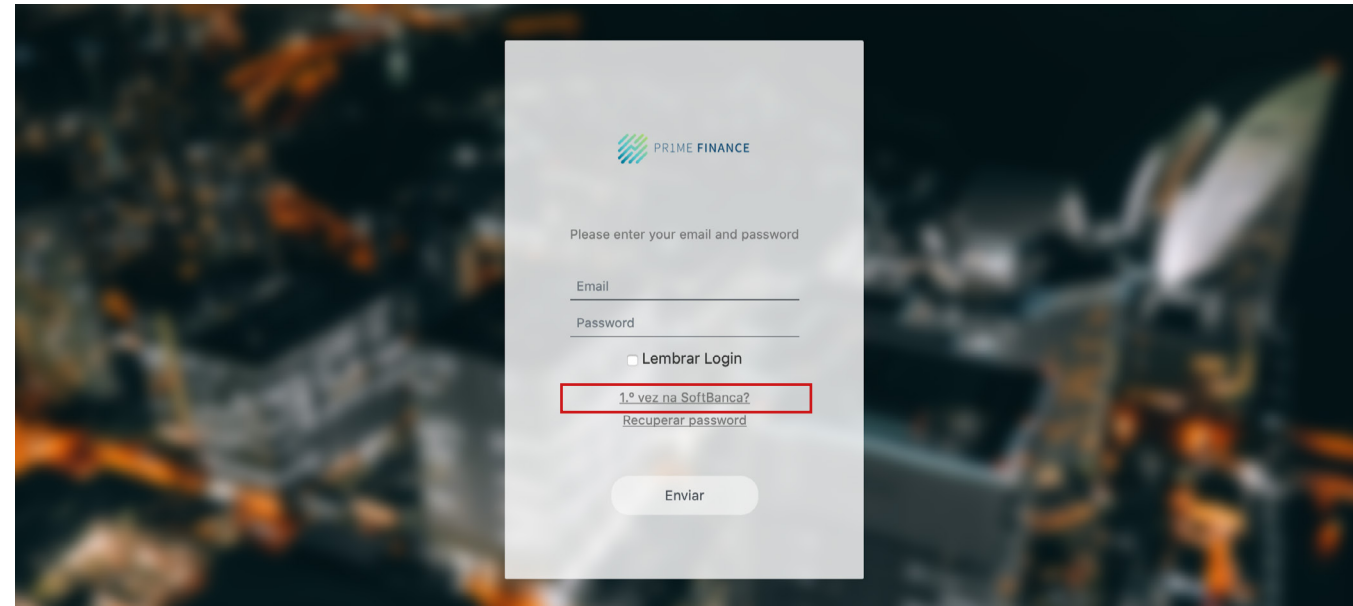 PR1ME FINANCE
Please enter your email and password
Email
Password
Lembrar Login
1.º vez na SoftBanca?
Recuperar password
Enviar